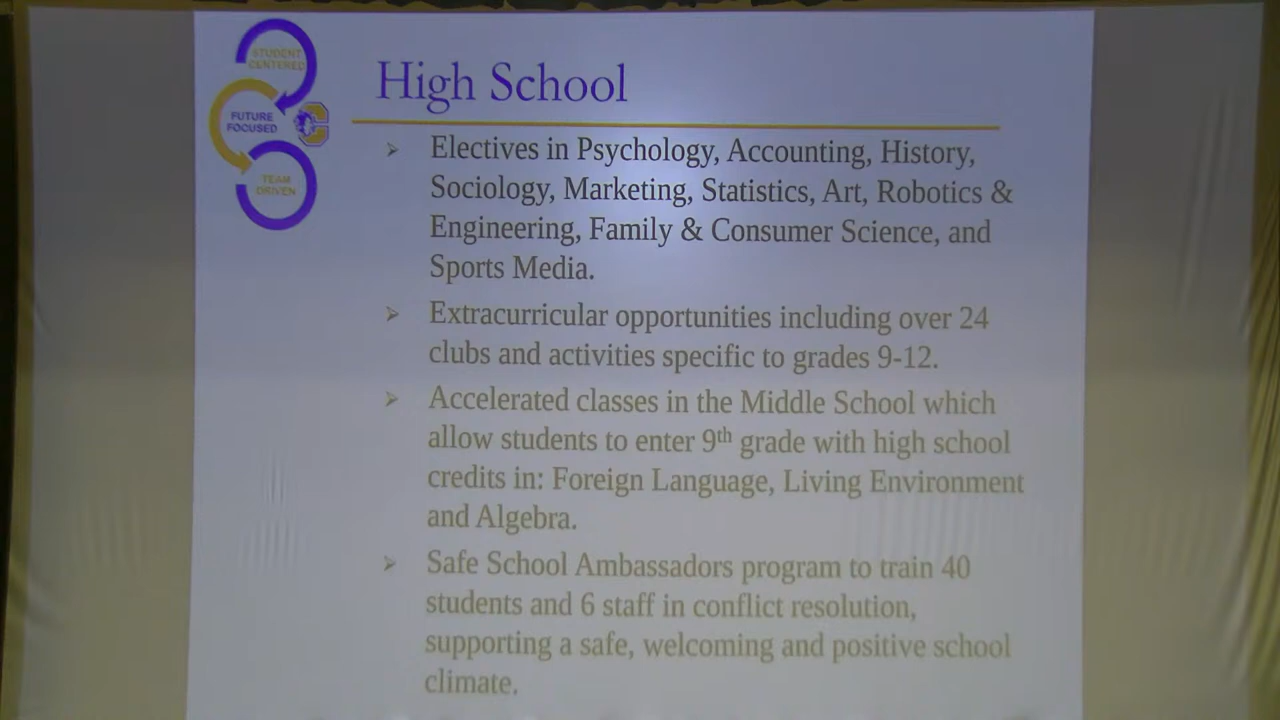 STUDENT
CENTERED
FUTURE
FOCUSED
TEAM
DRIVEN
High School
Electives in Psychology, Accounting, History,
Sociology, Marketing, Statistics, Art, Robotics &
Engineering, Family & Consumer Science, and
Sports Media.
Extracurricular opportunities including over 24
clubs and activities specific to grades 9-12.
Accelerated classes in the Middle School which
allow students to enter 9th grade with high school
credits in: Foreign Language, Living Environment
and Algebra.
Safe School Ambassadors program to train 40
students and 6 staff in conflict resolution,
supporting a safe, welcoming and positive school
climate.